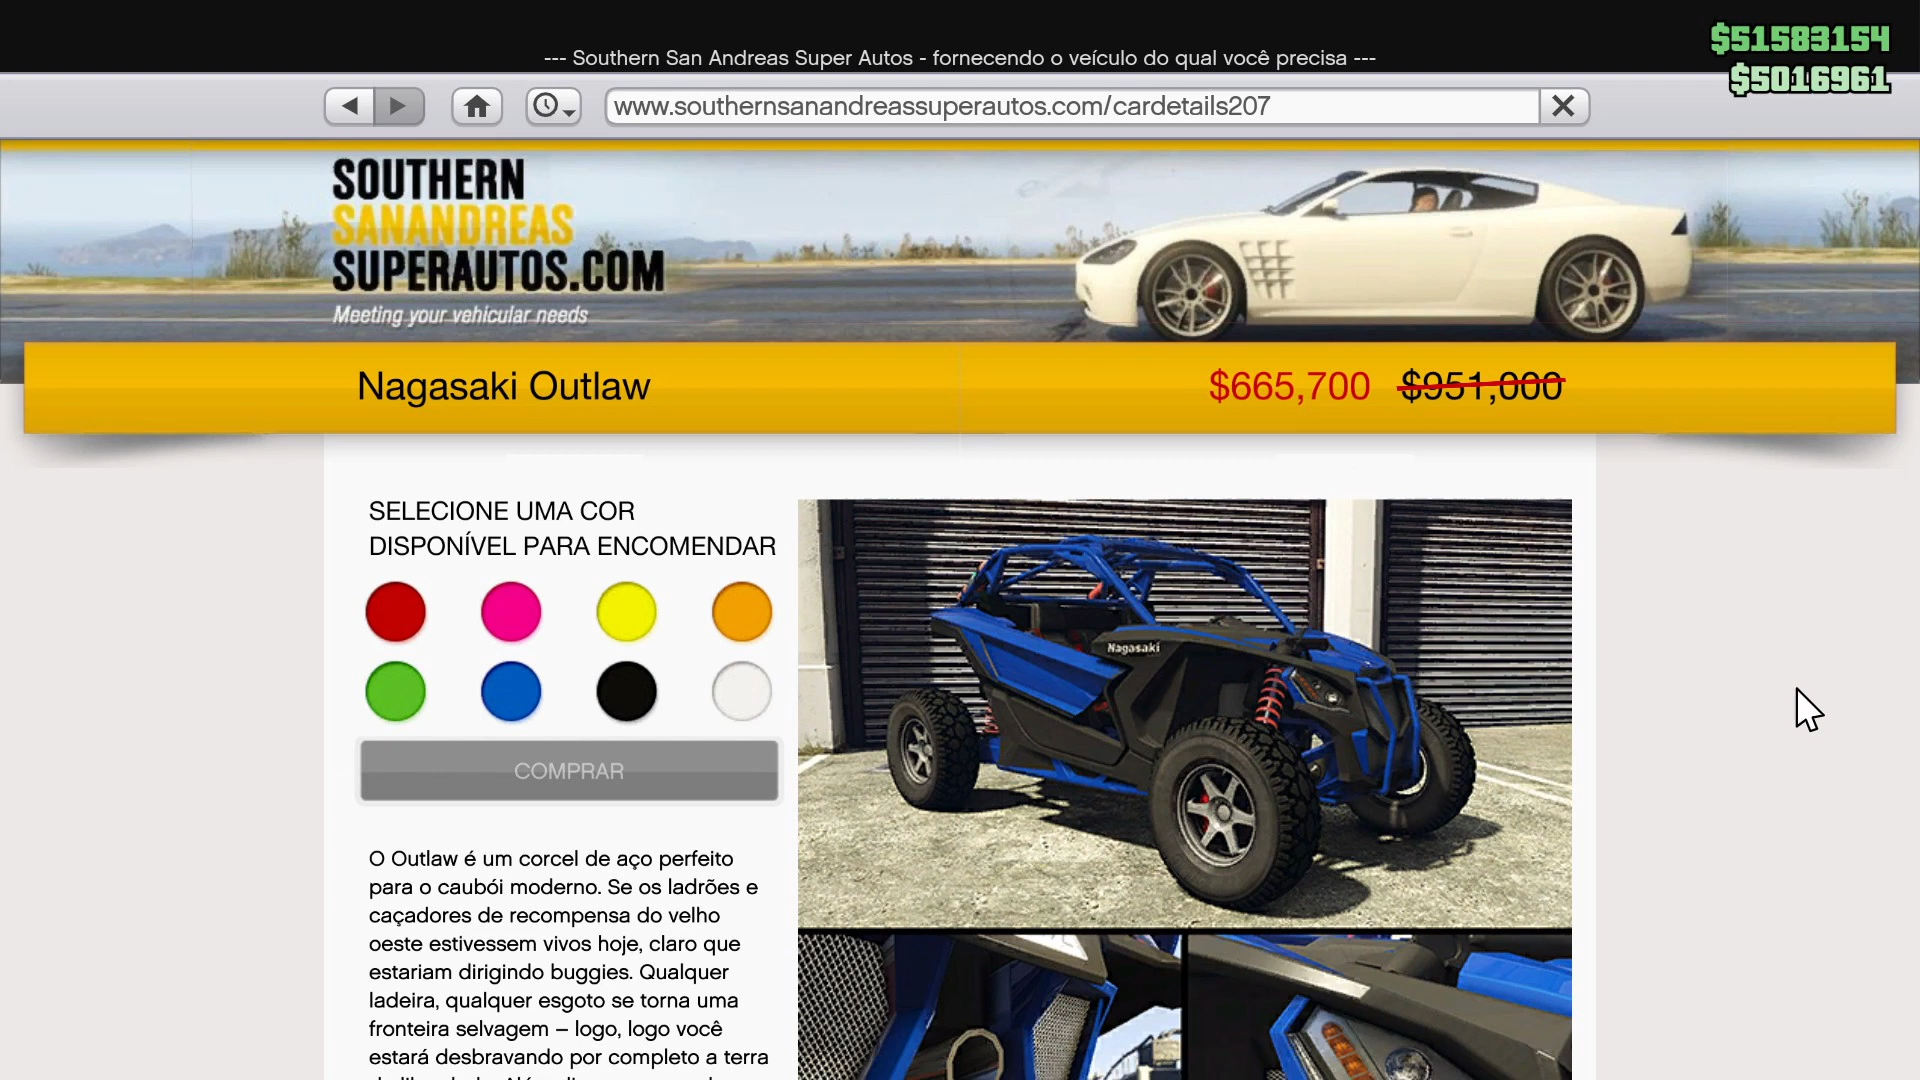 --- Southern San Andreas Super Autos - fornecendo o veículo do qual você precisa ---
$51583154
$5016961
www.southernsanandreassuperautos.com/cardetails207
SOUTHERN
SANANDREAS
SUPERAUTOS.COM
Meeting your vehicular needs
Nagasaki Outlaw
$665,700 $951,000
SELECIONE UMA COR
DISPONÍVEL PARA ENCOMENDAR
COMPRAR
Nagasaki
O Outlaw é um corcel de aço perfeito
para o caubói moderno. Se os ladrões e
caçadores de recompensa do velho
oeste estivessem vivos hoje, claro que
estariam dirigindo buggies. Qualquer
ladeira, qualquer esgoto se torna uma
fronteira selvagem – logo, logo você
estará desbravando por completo a terra